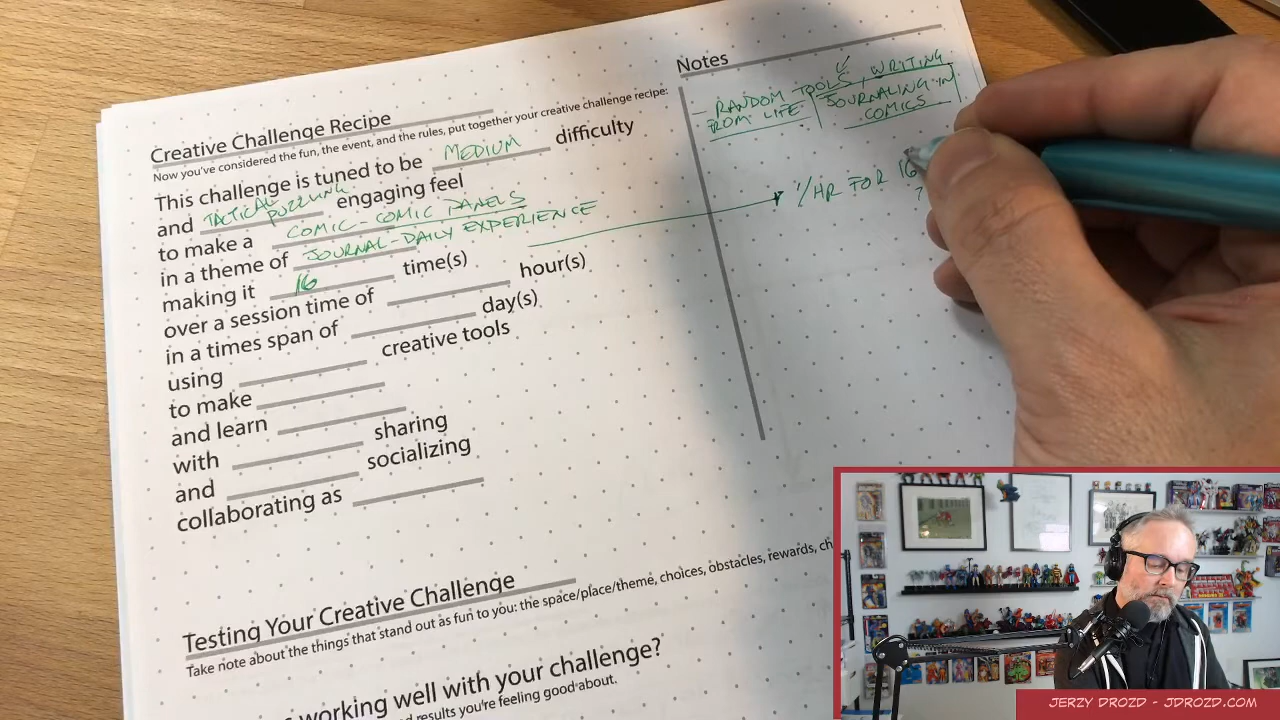 Creative Challenge Recipe
Now you've considered the fun, the event, and the rules, put together your creative challenge recipe:
This challenge is tuned to be MEDIUM difficulty
and TACTICAL PUZZLING engaging feel
to make a COMIC-COMIC PANELS
in a theme of JOURNAL-DAILY EXPERIENCE
making it 16 time(s)
over a session time of hour(s)
in a times span of day(s)
using creative tools
to make
and learn
with sharing
and socializing
collaborating as
Notes
- RANDOM TOOLS, WRITING
FROM LIFE JOURNALING IN
COMICS
1/HR FOR 16
Testing Your Creative Challenge
Take note about the things that stand out as fun to you: the space/place/theme, choices, obstacles, rewards,
working well with your challenge?
results you're feeling good about.
JERZY DROZD - JDROZD.COM